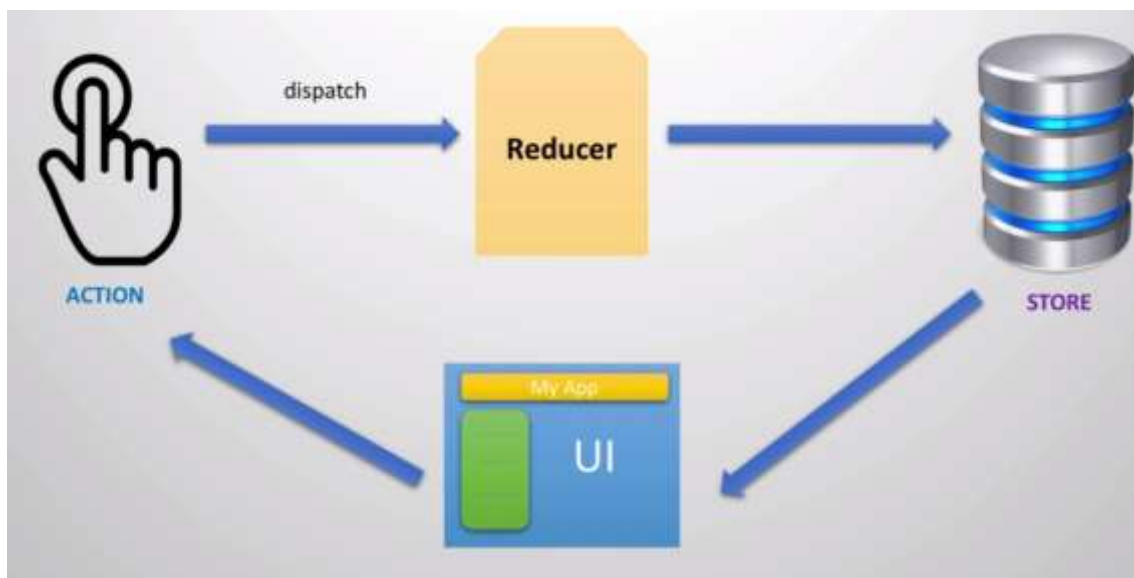 dispatch
Reducer
ACTION
STORE
My App
UI